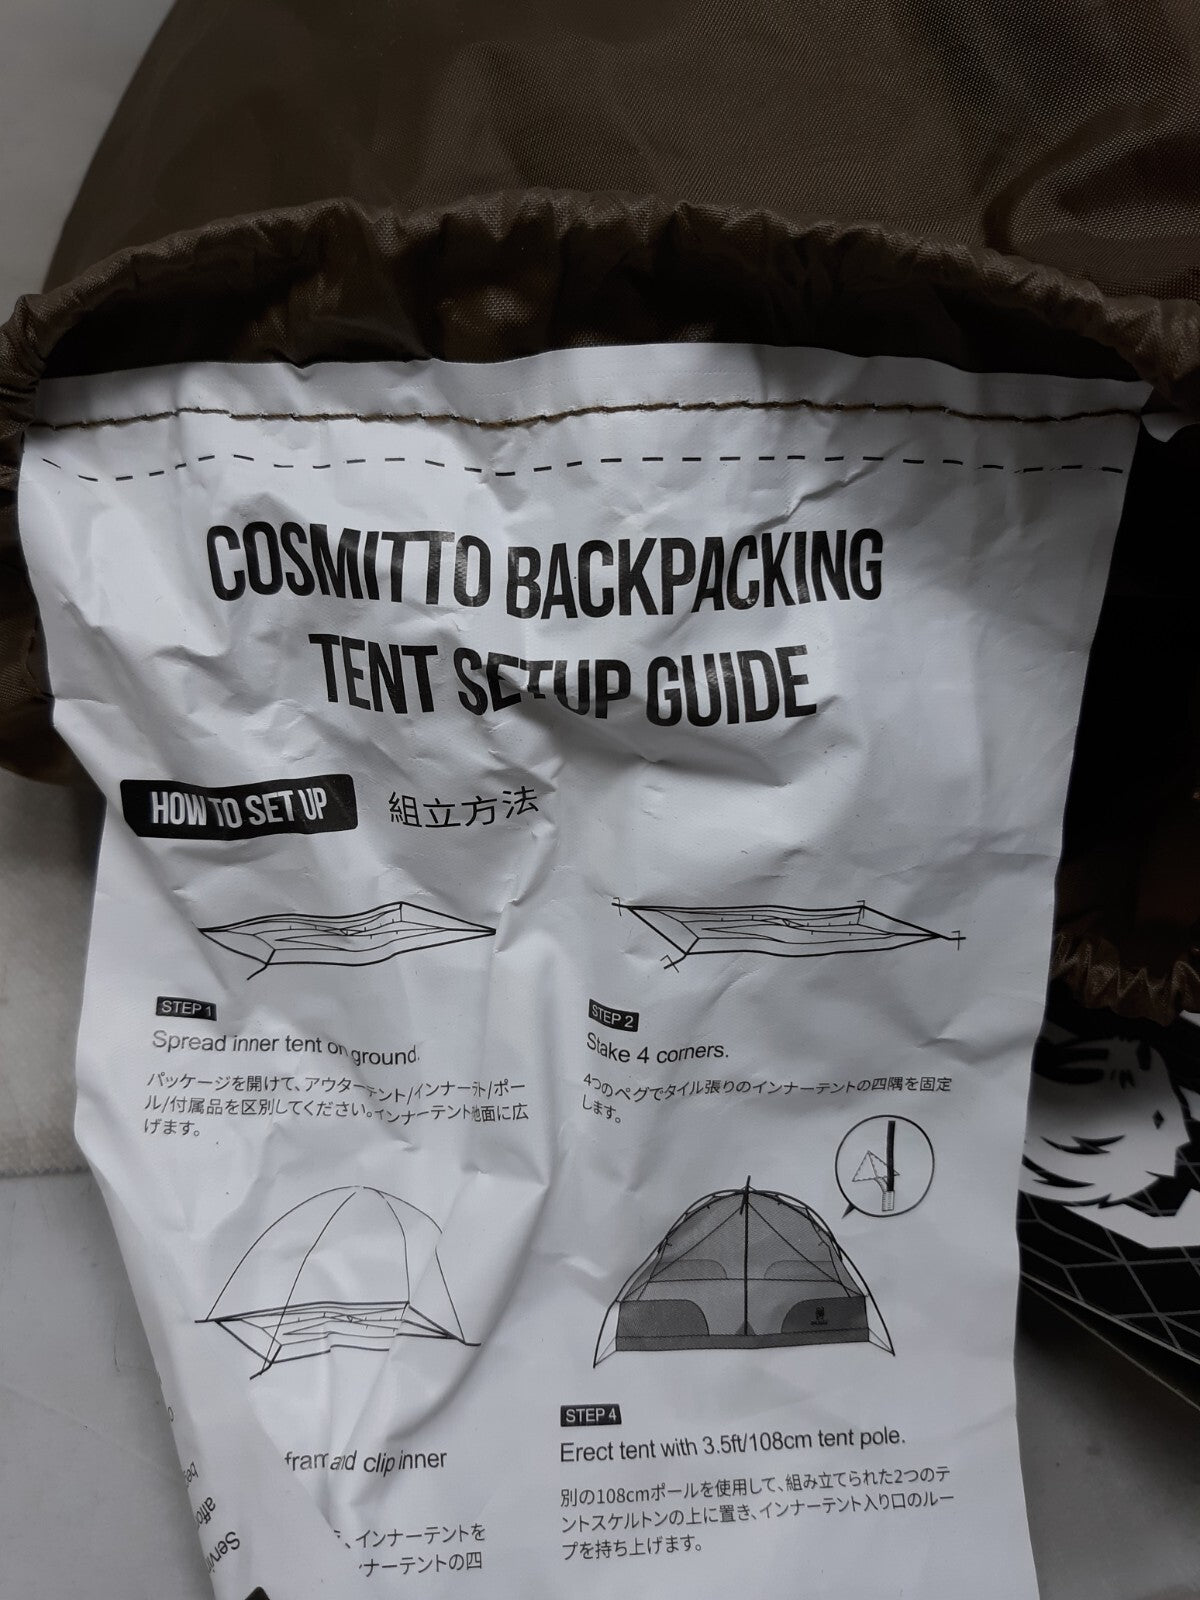 COSMITTO BACKPACKING
TENT SETUP GUIDE
HOW TO SET UP 組立方法
STEP 1
Spread inner tent on ground.
パッケージを開けて、アウターテント/インナーテント/ポー
ル/付属品を区別してください。インナーテント地面に広
げます。
STEP 2
Stake 4 corners.
4つのペグでタイル張りのインナーテントの四隅を固定
します。
frame and clip inner
、インナーテントを
ナーテントの四
STEP 4
Erect tent with 3.5ft/108cm tent pole.
別の108cmポールを使用して、組み立てられた2つのテ
ントスケルトンの上に置き、インナーテント入り口のルー
プを持ち上げます。